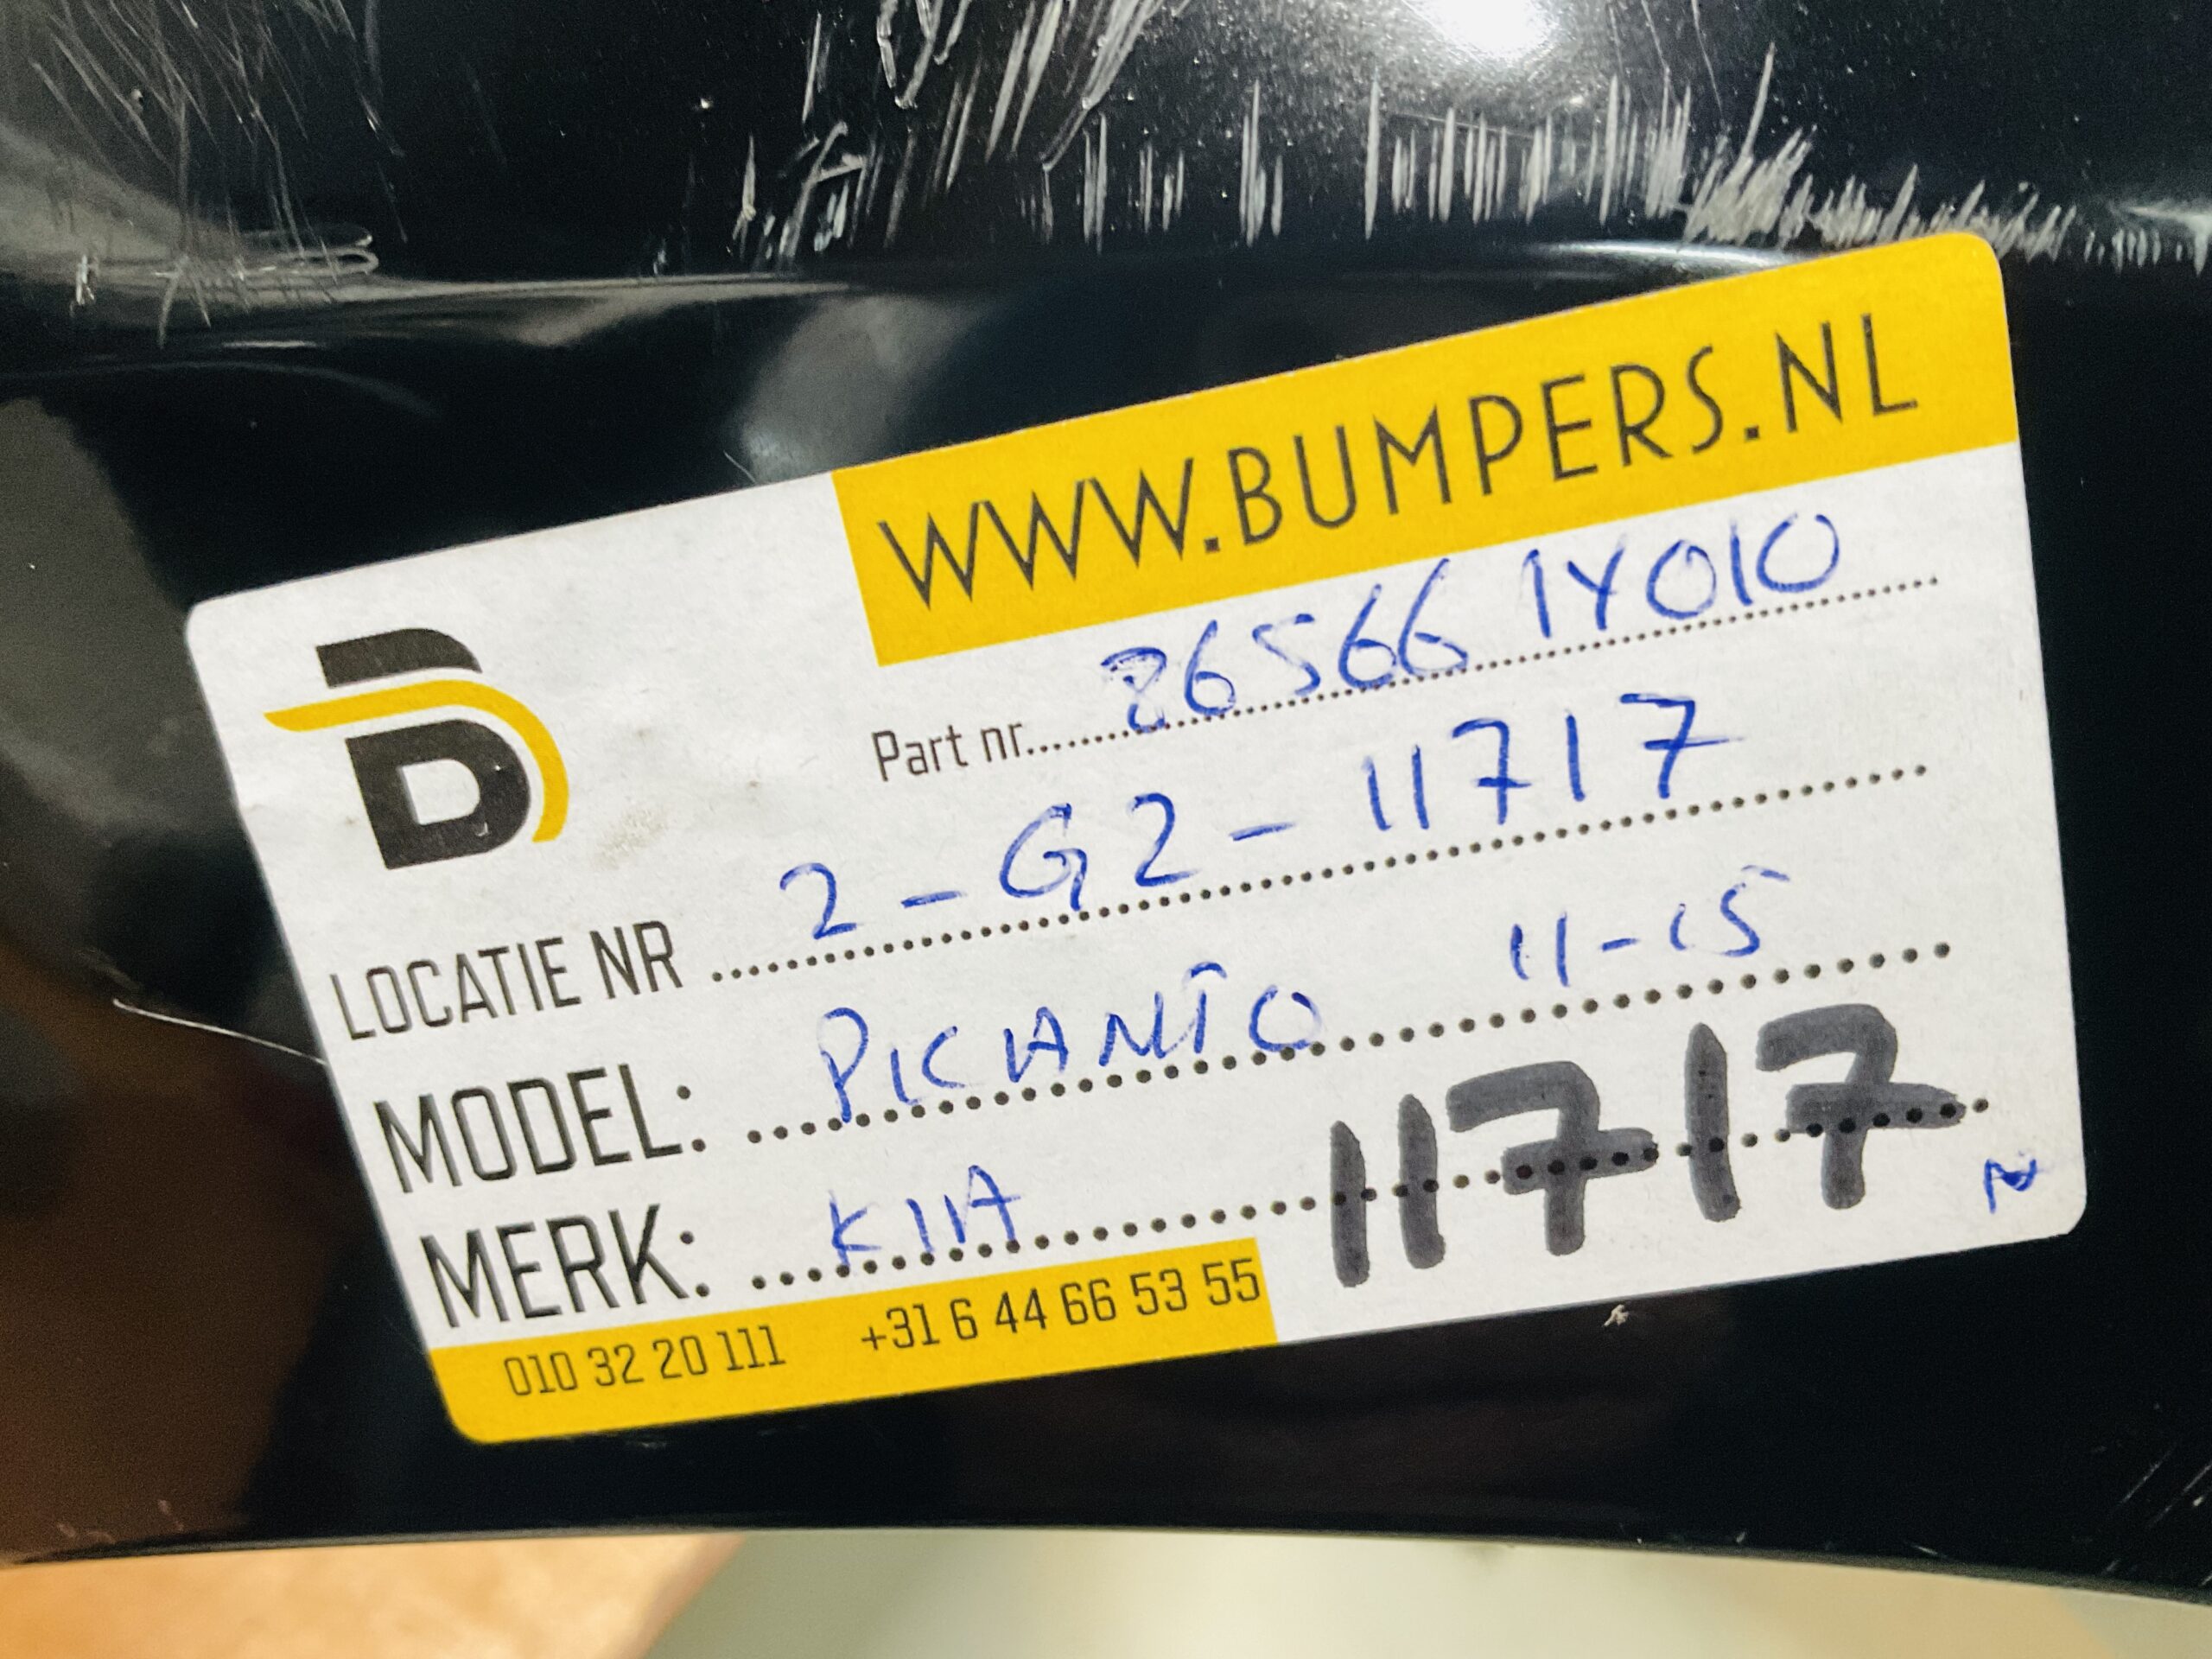 WWW.BUMPERS.NL
Part nr. 86566 1Y010
LOCATIE NR 2-G2-11717
MODEL: PICANTO 11-15
MERK: KIA 11717
N
010 32 20 111 +31 6 44 66 53 55